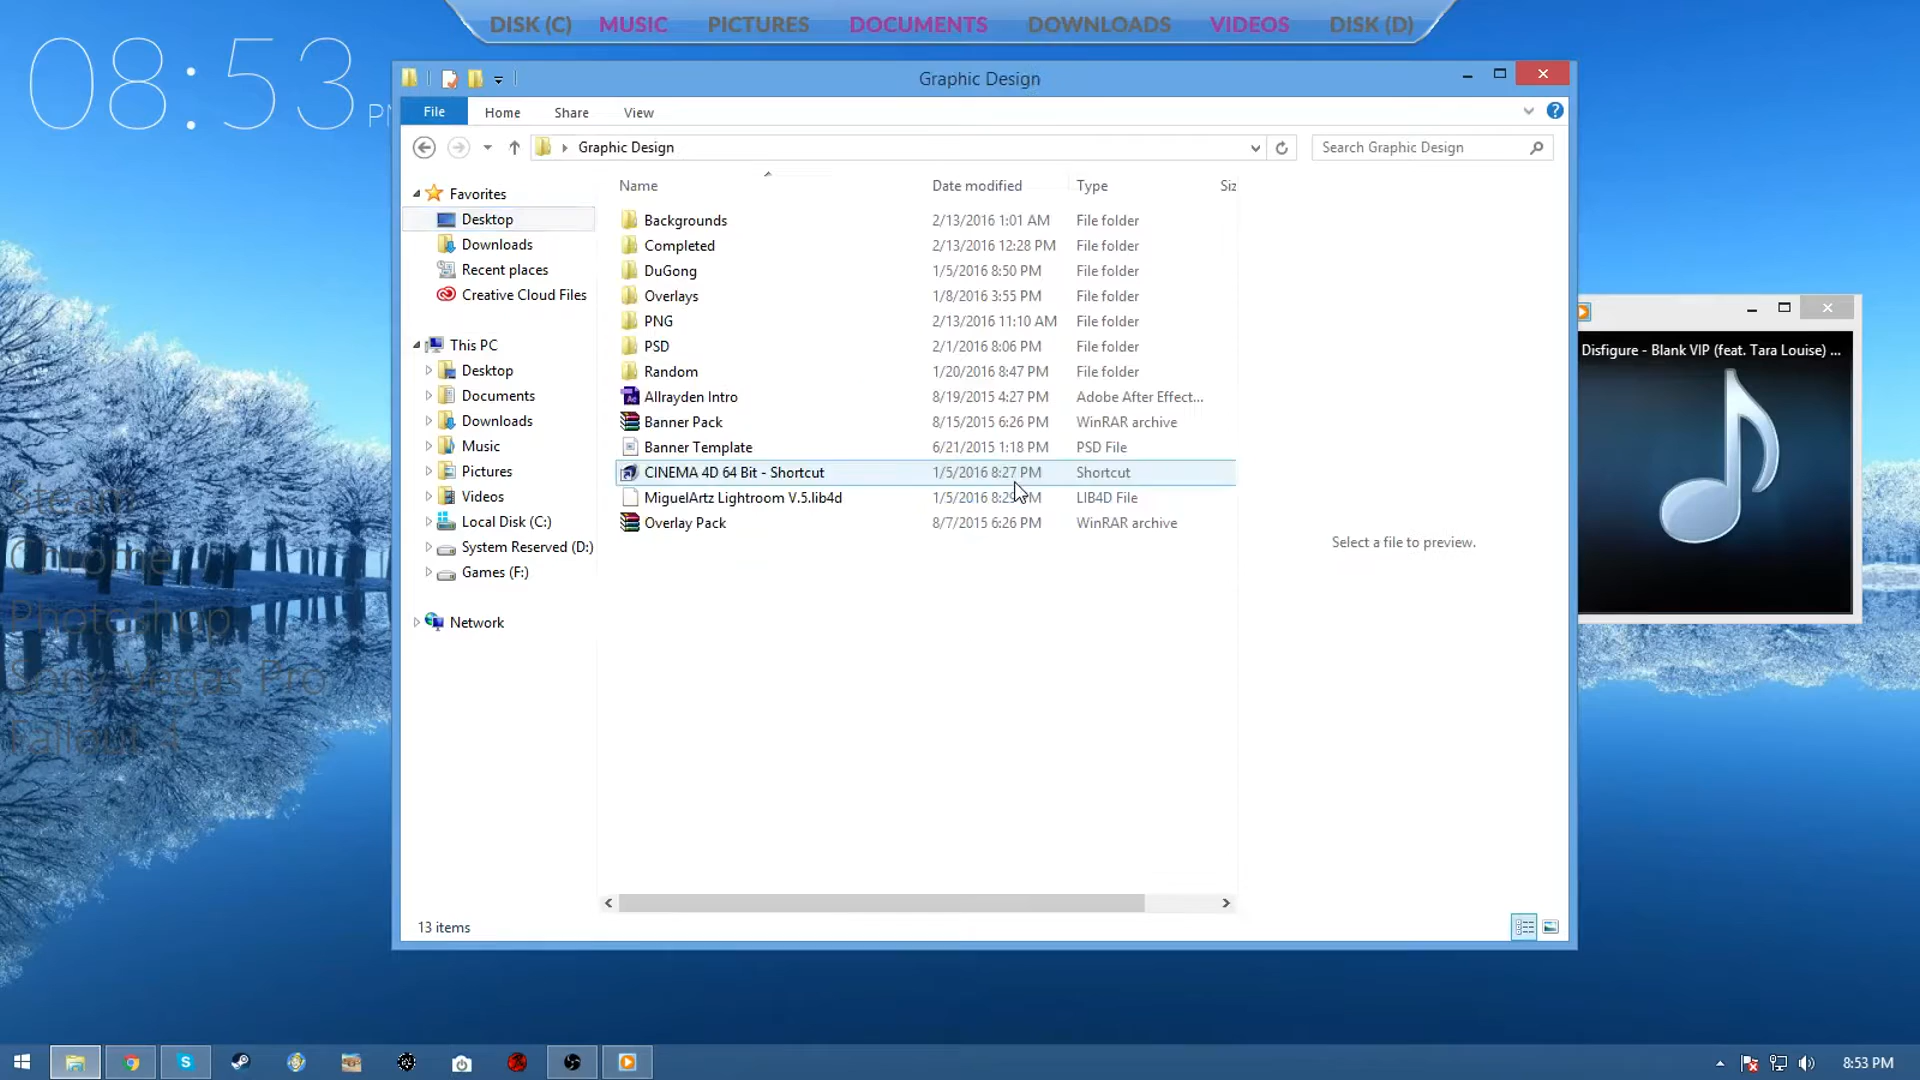 DISK (C) MUSIC PICTURES DOCUMENTS DOWNLOADS VIDEOS DISK (D)
08:53
Graphic Design
File Home Share View
Graphic Design
Search Graphic Design
Name Date modified Type Siz
Favorites
Desktop
Downloads
Recent places
Creative Cloud Files
This PC
Desktop
Documents
Downloads
Music
Pictures
Videos
Local Disk (C:)
System Reserved (D:)
Games (F:)
Network
Backgrounds 2/13/2016 1:01 AM File folder
Completed 2/13/2016 12:28 PM File folder
DuGong 1/5/2016 8:50 PM File folder
Overlays 1/8/2016 3:55 PM File folder
PNG 2/13/2016 11:10 AM File folder
PSD 2/1/2016 8:06 PM File folder
Random 1/20/2016 8:47 PM File folder
Allrayden Intro 8/19/2015 4:27 PM Adobe After Effect...
Banner Pack 8/15/2015 6:26 PM WinRAR archive
Banner Template 6/21/2015 1:18 PM PSD File
CINEMA 4D 64 Bit - Shortcut 1/5/2016 8:27 PM Shortcut
MiguelArtz Lightroom V.5.lib4d 1/5/2016 8:29 PM LIB4D File
Overlay Pack 8/7/2015 6:26 PM WinRAR archive
Select a file to preview.
13 items
Disfigure - Blank VIP (feat. Tara Louise) ...
Steam
Chrome
Photoshop
Sony Vegas Pro
Fallout 4
8:53 PM